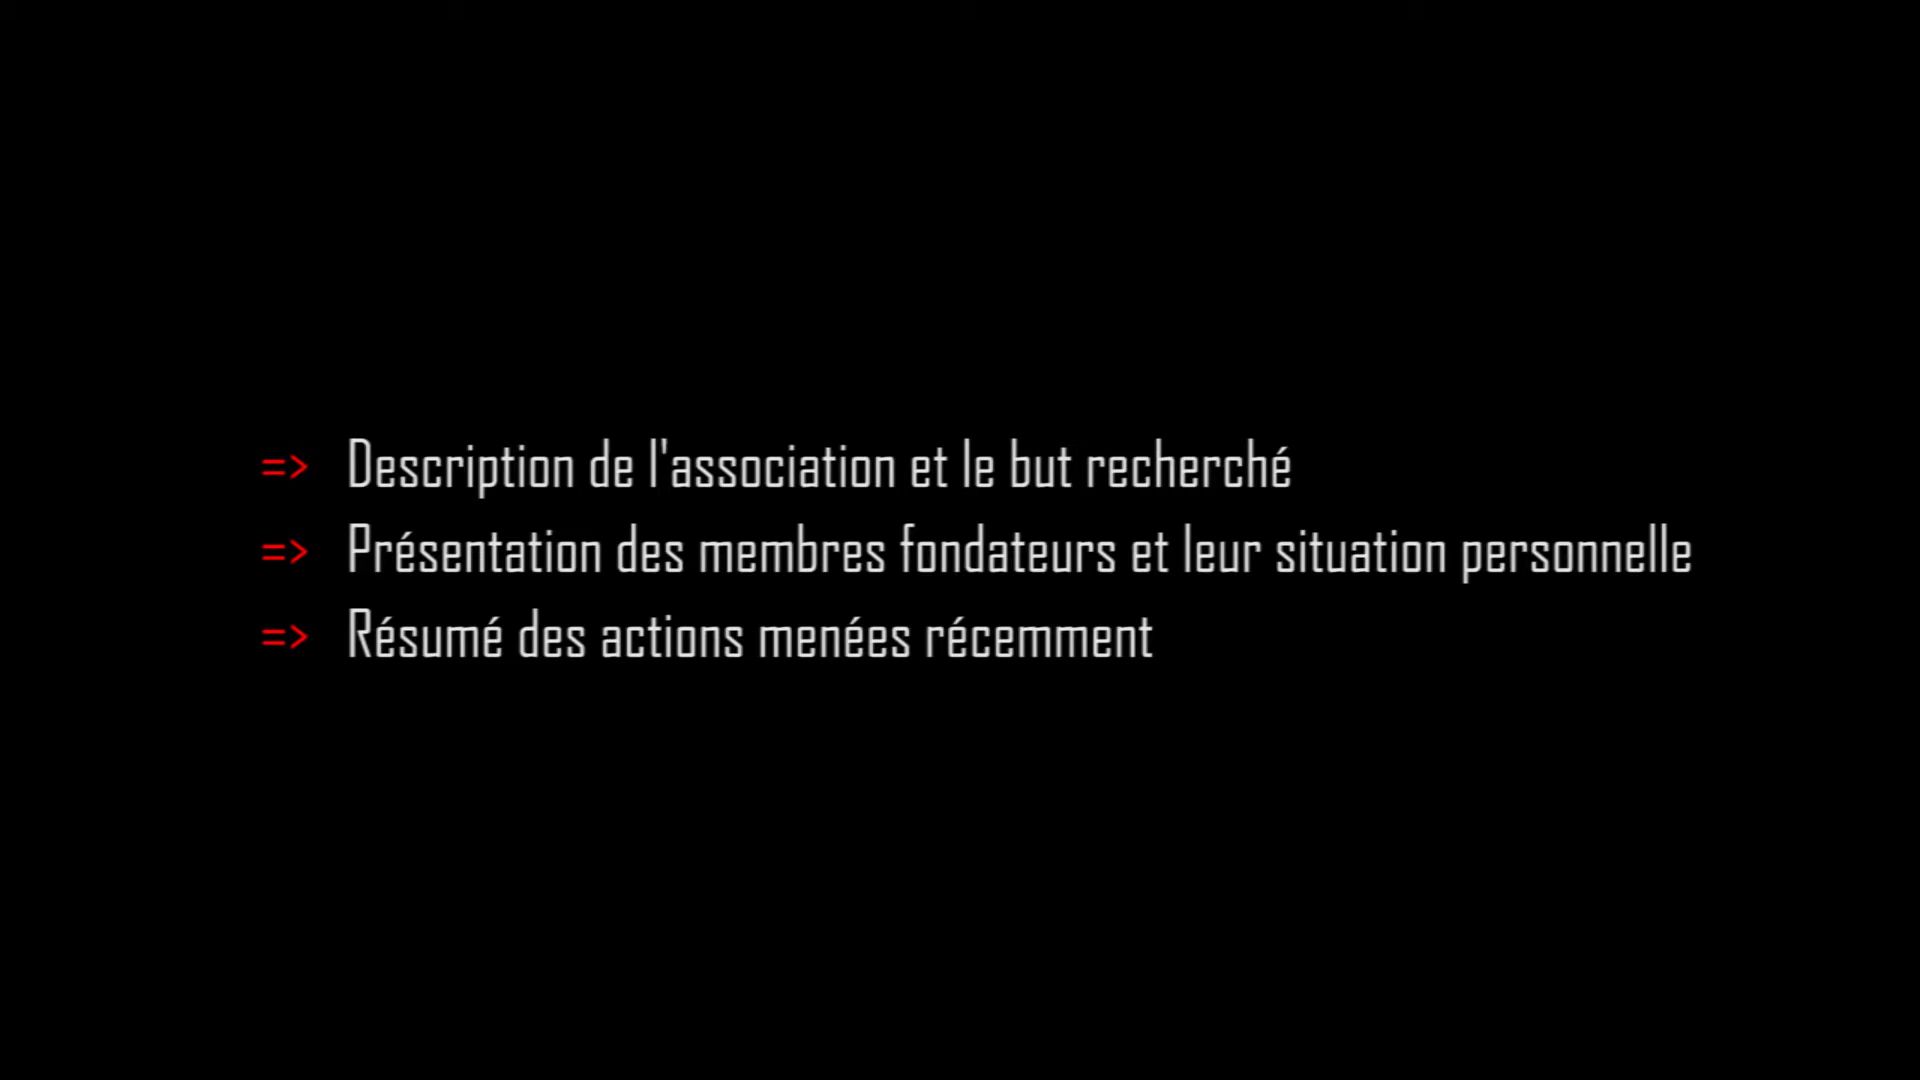 => Description de l'association et le but recherché
=> Présentation des membres fondateurs et leur situation personnelle
=> Résumé des actions menées récemment